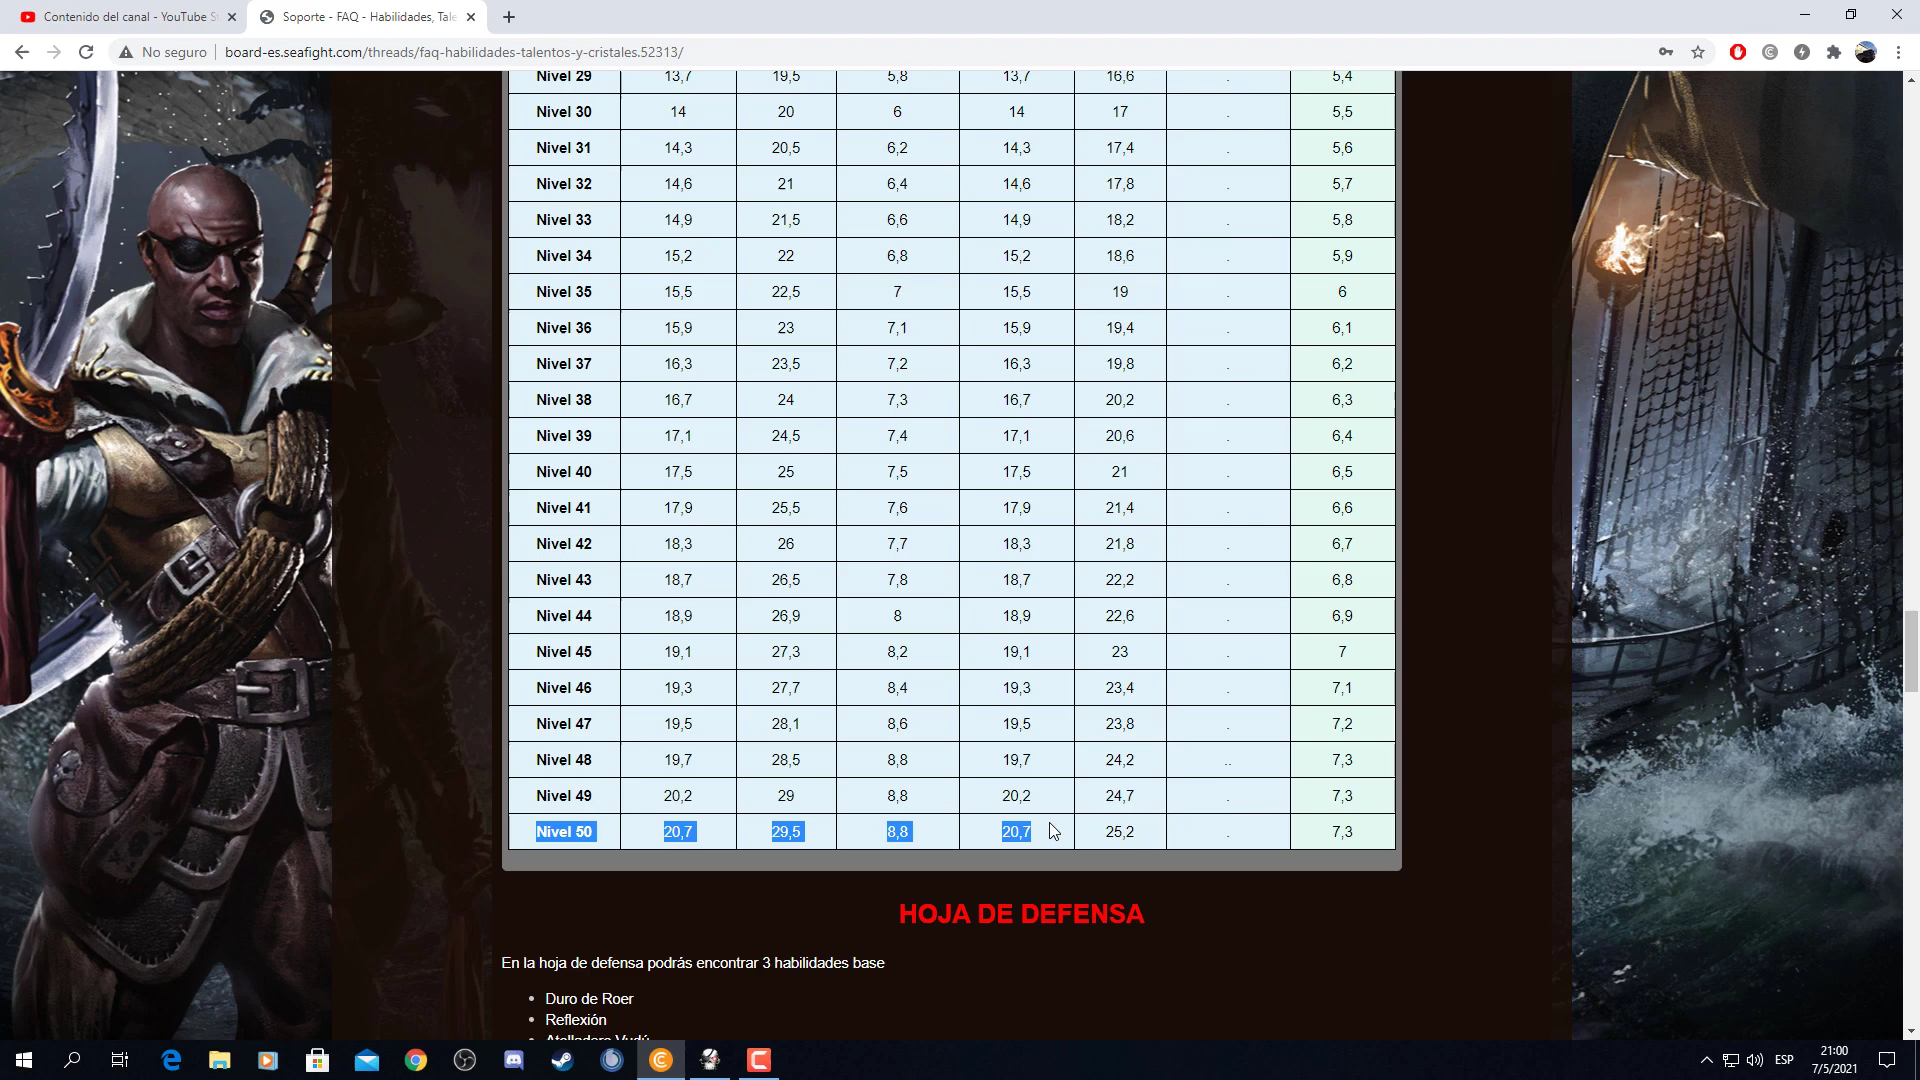 Contenido del canal - YouTube S
Soporte - FAQ - Habilidades, Tale
No seguro
board-es.seafight.com/threads/faq-habilidades-talentos-y-cristales.52313/
Nivel 29 13,7 19,5 5,8 13,7 16,6 5,4
Nivel 30 14 20 6 14 17 . 5,5
Nivel 31 14,3 20,5 6,2 14,3 17,4 . 5,6
Nivel 32 14,6 21 6,4 14,6 17,8 . 5,7
Nivel 33 14,9 21,5 6,6 14,9 18,2 . 5,8
Nivel 34 15,2 22 6,8 15,2 18,6 . 5,9
Nivel 35 15,5 22,5 7 15,5 19 . 6
Nivel 36 15,9 23 7,1 15,9 19,4 . 6,1
Nivel 37 16,3 23,5 7,2 16,3 19,8 . 6,2
Nivel 38 16,7 24 7,3 16,7 20,2 . 6,3
Nivel 39 17,1 24,5 7,4 17,1 20,6 . 6,4
Nivel 40 17,5 25 7,5 17,5 21 . 6,5
Nivel 41 17,9 25,5 7,6 17,9 21,4 . 6,6
Nivel 42 18,3 26 7,7 18,3 21,8 . 6,7
Nivel 43 18,7 26,5 7,8 18,7 22,2 . 6,8
Nivel 44 18,9 26,9 8 18,9 22,6 . 6,9
Nivel 45 19,1 27,3 8,2 19,1 23 . 7
Nivel 46 19,3 27,7 8,4 19,3 23,4 . 7,1
Nivel 47 19,5 28,1 8,6 19,5 23,8 . 7,2
Nivel 48 19,7 28,5 8,8 19,7 24,2 .. 7,3
Nivel 49 20,2 29 8,8 20,2 24,7 . 7,3
Nivel 50 20,7 29,5 8,8 20,7 25,2 . 7,3
HOJA DE DEFENSA
En la hoja de defensa podrás encontrar 3 habilidades base
Duro de Roer
Reflexión
Atolladero Vudú
ESP
21:00
7/5/2021